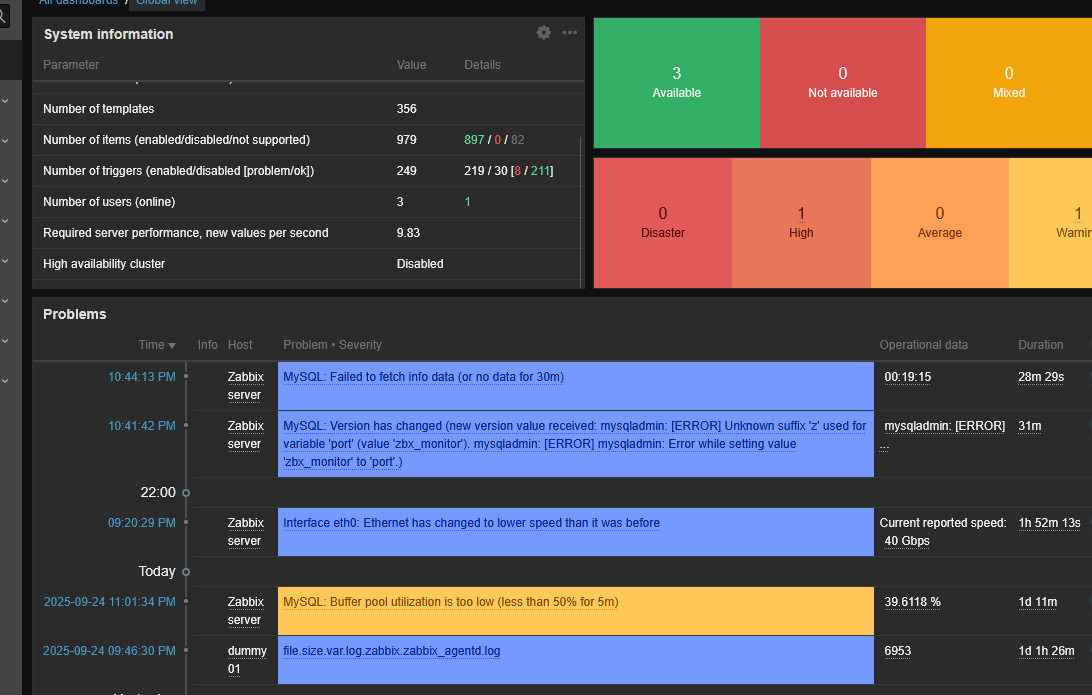 All dashboards / Global view
System information
Parameter Value Details
Number of templates 356
Number of items (enabled/disabled/not supported) 979 897 / 0 / 82
Number of triggers (enabled/disabled [problem/ok]) 249 219 / 30 [8 / 211]
Number of users (online) 3 1
Required server performance, new values per second 9.83
High availability cluster Disabled
3
Available
0
Not available
0
Mixed
0
Disaster
1
High
0
Average
1
Problems
Time Info Host Problem • Severity Operational data Duration
10:44:13 PM Zabbix server MySQL: Failed to fetch info data (or no data for 30m) 00:19:15 28m 29s
10:41:42 PM Zabbix server MySQL: Version has changed (new version value received: mysqladmin: [ERROR] Unknown suffix 'z' used for mysqladmin: [ERROR] 31m
variable 'port' (value 'zbx_monitor'). mysqladmin: [ERROR] mysqladmin: Error while setting value ...
'zbx_monitor' to 'port'.)
22:00
09:20:29 PM Zabbix server Interface eth0: Ethernet has changed to lower speed than it was before Current reported speed: 1h 52m 13s
40 Gbps
Today
2025-09-24 11:01:34 PM Zabbix server MySQL: Buffer pool utilization is too low (less than 50% for 5m) 39.6118 % 1d 11m
2025-09-24 09:46:30 PM dummy 01 file.size.var.log.zabbix.zabbix_agentd.log 6953 1d 1h 26m